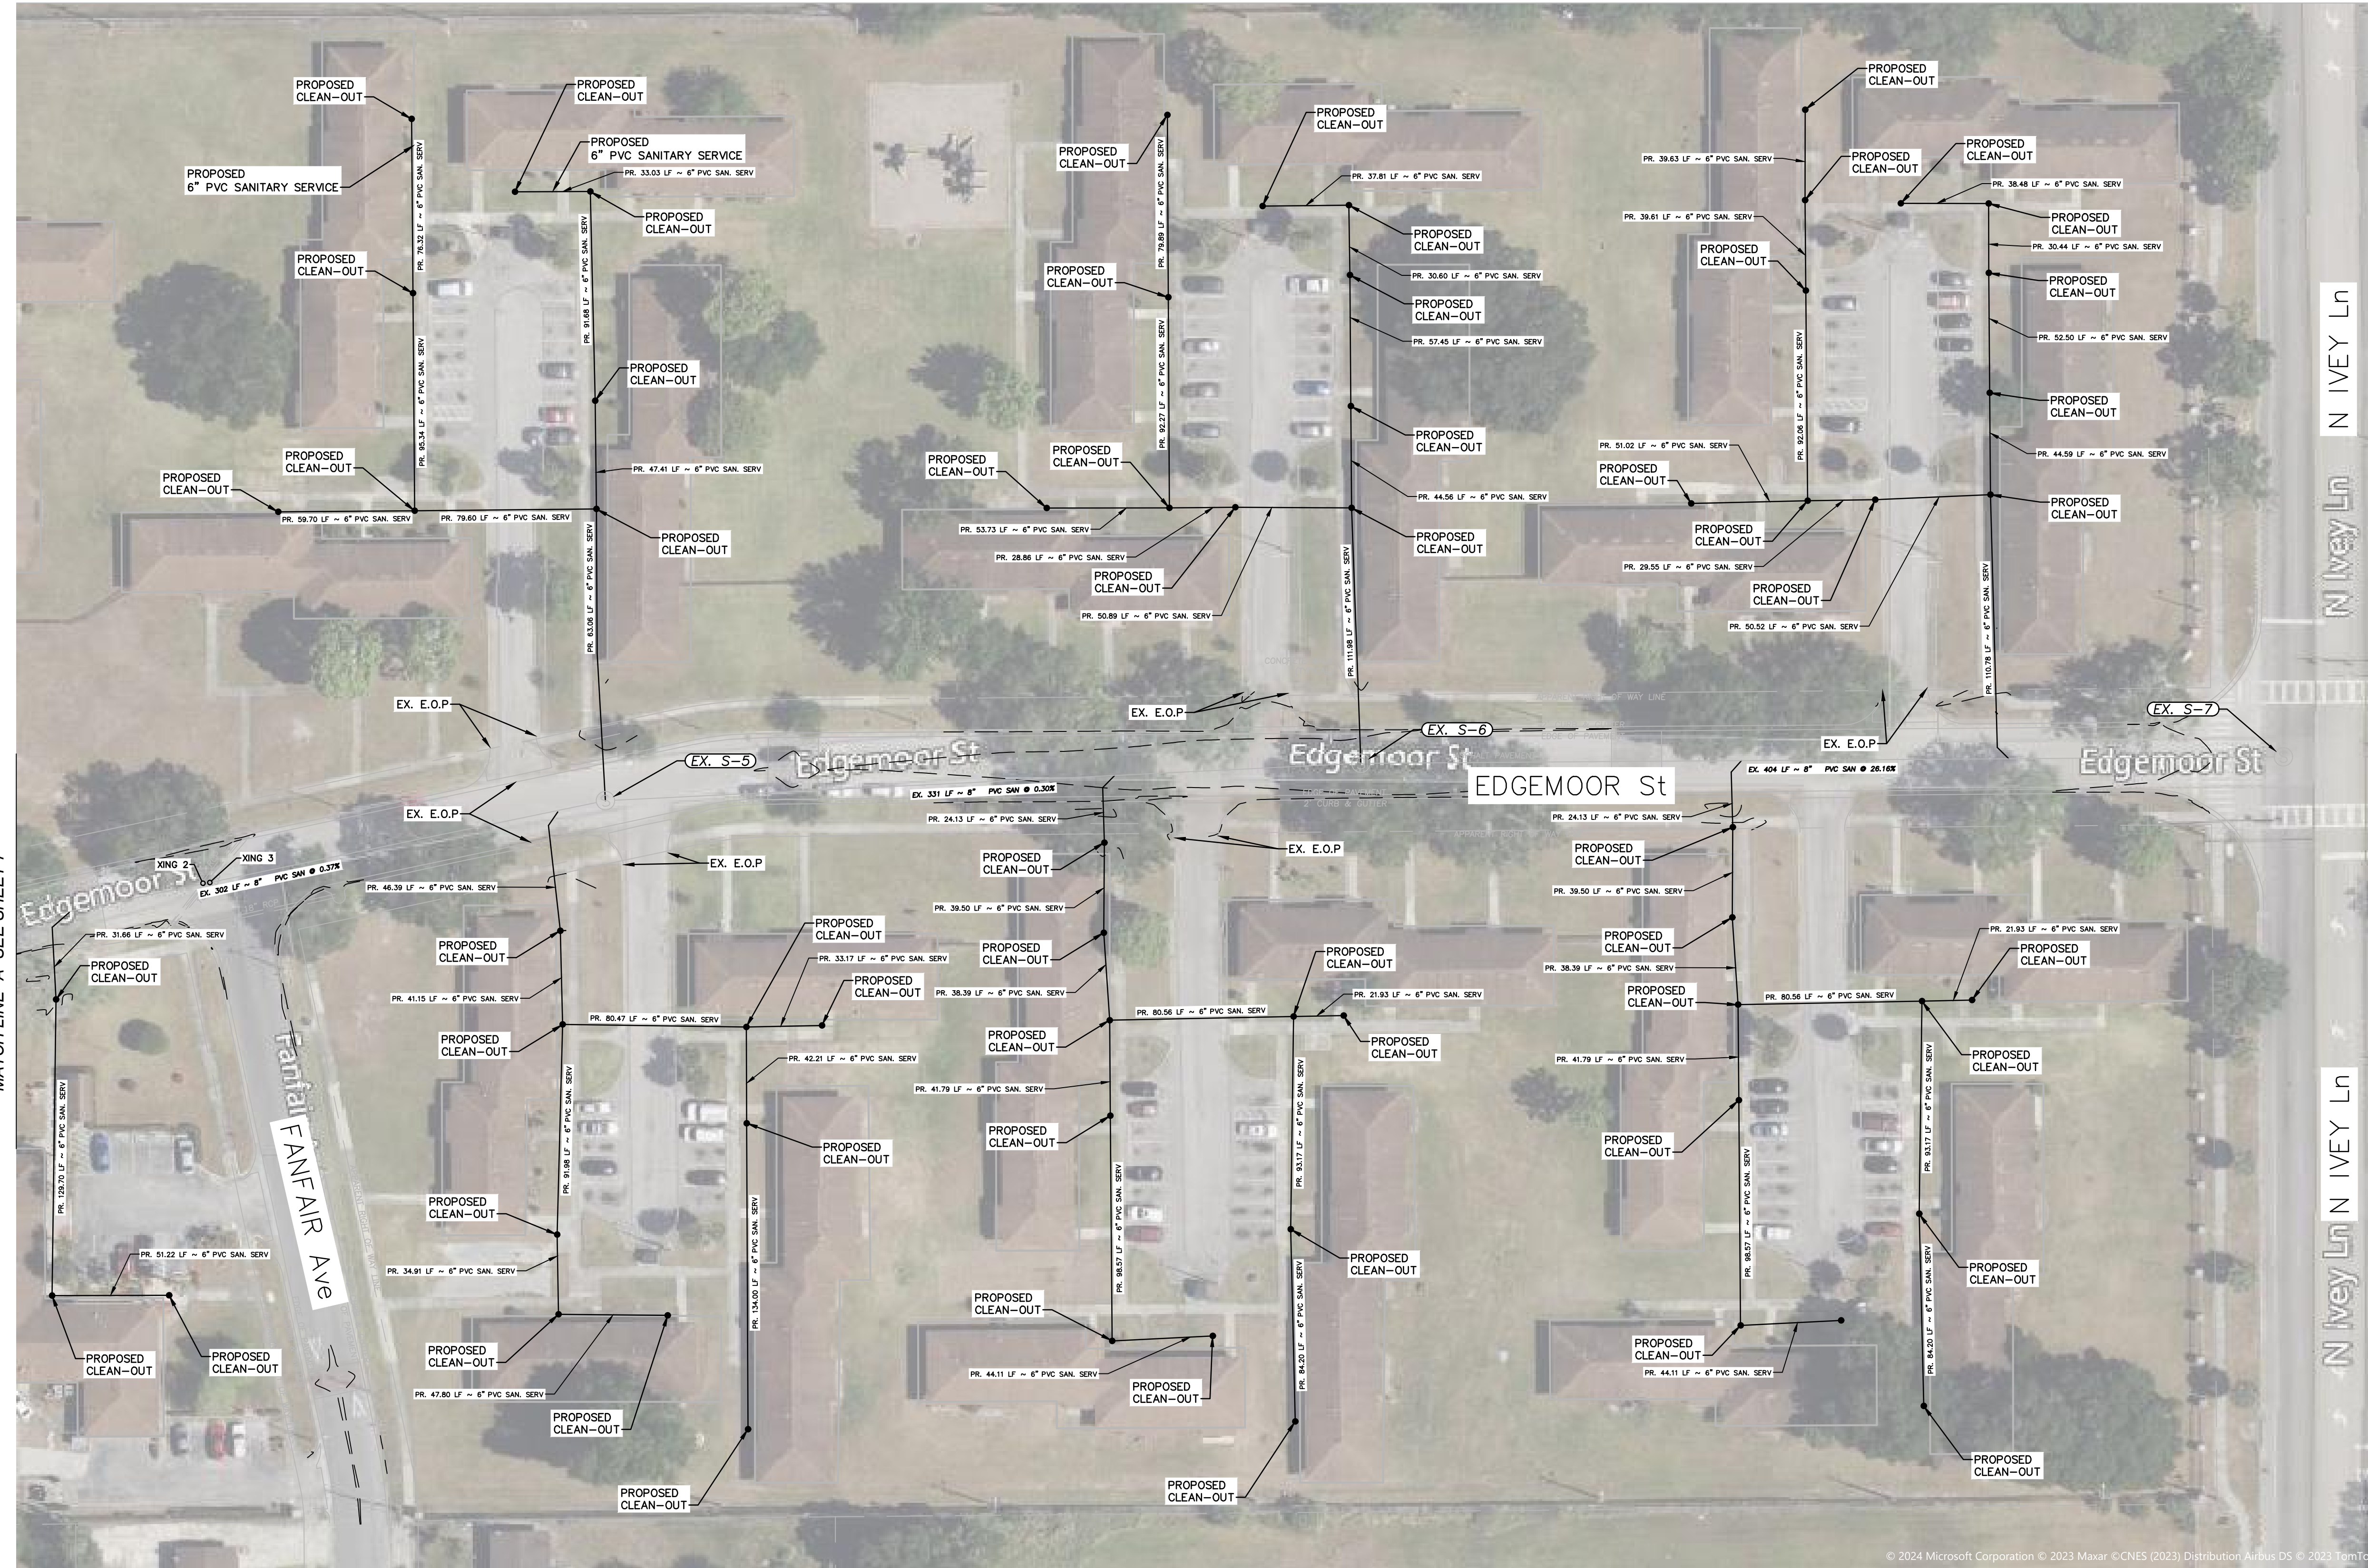 PROPOSED
CLEAN-OUT
PROPOSED
CLEAN-OUT
PROPOSED
6" PVC SANITARY SERVICE
PR. 33.03 LF ~ 6" PVC SAN. SERV
PROPOSED
6" PVC SANITARY SERVICE
PR. 76.32 LF ~ 6" PVC SAN. SERV
PROPOSED
CLEAN-OUT
PR. 91.68 LF ~ 6" PVC SAN. SERV
PROPOSED
CLEAN-OUT
PR. 95.34 LF ~ 6" PVC SAN. SERV
PROPOSED
CLEAN-OUT
PROPOSED
CLEAN-OUT
PR. 47.41 LF ~ 6" PVC SAN. SERV
PROPOSED
CLEAN-OUT
PR. 59.70 LF ~ 6" PVC SAN. SERV
PR. 79.60 LF ~ 6" PVC SAN. SERV
PROPOSED
CLEAN-OUT
PR. 63.06 LF ~ 6" PVC SAN. SERV
PROPOSED
CLEAN-OUT
PROPOSED
CLEAN-OUT
PR. 79.89 LF ~ 6" PVC SAN. SERV
PR. 37.81 LF ~ 6" PVC SAN. SERV
PROPOSED
CLEAN-OUT
PROPOSED
CLEAN-OUT
PR. 30.60 LF ~ 6" PVC SAN. SERV
PROPOSED
CLEAN-OUT
PR. 57.45 LF ~ 6" PVC SAN. SERV
PR. 92.27 LF ~ 6" PVC SAN. SERV
PROPOSED
CLEAN-OUT
PROPOSED
CLEAN-OUT
PROPOSED
CLEAN-OUT
PR. 44.56 LF ~ 6" PVC SAN. SERV
PR. 53.73 LF ~ 6" PVC SAN. SERV
PROPOSED
CLEAN-OUT
PR. 28.86 LF ~ 6" PVC SAN. SERV
PROPOSED
CLEAN-OUT
PR. 50.89 LF ~ 6" PVC SAN. SERV
PR. 111.98 LF ~ 6" PVC SAN. SERV
PROPOSED
CLEAN-OUT
PROPOSED
CLEAN-OUT
PR. 39.63 LF ~ 6" PVC SAN. SERV
PROPOSED
CLEAN-OUT
PR. 38.48 LF ~ 6" PVC SAN. SERV
PR. 39.61 LF ~ 6" PVC SAN. SERV
PROPOSED
CLEAN-OUT
PR. 30.44 LF ~ 6" PVC SAN. SERV
PROPOSED
CLEAN-OUT
PROPOSED
CLEAN-OUT
PR. 52.50 LF ~ 6" PVC SAN. SERV
PR. 92.06 LF ~ 6" PVC SAN. SERV
PROPOSED
CLEAN-OUT
PR. 51.02 LF ~ 6" PVC SAN. SERV
PR. 44.59 LF ~ 6" PVC SAN. SERV
PROPOSED
CLEAN-OUT
PROPOSED
CLEAN-OUT
PROPOSED
CLEAN-OUT
PR. 29.55 LF ~ 6" PVC SAN. SERV
PROPOSED
CLEAN-OUT
PR. 50.52 LF ~ 6" PVC SAN. SERV
PR. 110.78 LF ~ 6" PVC SAN. SERV
N IVEY Ln
N Ivey Ln
EX. E.O.P
EX. E.O.P
EX. S-7
EX. S-6
EX. E.O.P
EX. S-5
Edgemoor St
Edgemoor St
Edgemoor St
EX. 404 LF ~ 8" PVC SAN @ 26.16%
EDGEMOOR St
EX. 331 LF ~ 8" PVC SAN @ 0.30%
2' CURB & GUTTER
EX. E.O.P
PR. 24.13 LF ~ 6" PVC SAN. SERV
PR. 24.13 LF ~ 6" PVC SAN. SERV
EX. E.O.P
EX. E.O.P
XING 2
XING 3
EX. 302 LF ~ 8" PVC SAN @ 0.37%
Edgemoor St
PR. 31.66 LF ~ 6" PVC SAN. SERV
PROPOSED
CLEAN-OUT
PR. 129.70 LF ~ 6" PVC SAN. SERV
PR. 51.22 LF ~ 6" PVC SAN. SERV
PROPOSED
CLEAN-OUT
PROPOSED
CLEAN-OUT
FANFAIR Ave
PR. 46.39 LF ~ 6" PVC SAN. SERV
PROPOSED
CLEAN-OUT
PROPOSED
CLEAN-OUT
PR. 33.17 LF ~ 6" PVC SAN. SERV
PROPOSED
CLEAN-OUT
PR. 41.15 LF ~ 6" PVC SAN. SERV
PR. 80.47 LF ~ 6" PVC SAN. SERV
PROPOSED
CLEAN-OUT
PR. 42.21 LF ~ 6" PVC SAN. SERV
PR. 91.98 LF ~ 6" PVC SAN. SERV
PROPOSED
CLEAN-OUT
PROPOSED
CLEAN-OUT
PR. 34.91 LF ~ 6" PVC SAN. SERV
PR. 134.00 LF ~ 6" PVC SAN. SERV
PROPOSED
CLEAN-OUT
PR. 47.80 LF ~ 6" PVC SAN. SERV
PROPOSED
CLEAN-OUT
PROPOSED
CLEAN-OUT
PROPOSED
CLEAN-OUT
PR. 39.50 LF ~ 6" PVC SAN. SERV
PROPOSED
CLEAN-OUT
PROPOSED
CLEAN-OUT
PR. 38.39 LF ~ 6" PVC SAN. SERV
PR. 21.93 LF ~ 6" PVC SAN. SERV
PR. 80.56 LF ~ 6" PVC SAN. SERV
PROPOSED
CLEAN-OUT
PROPOSED
CLEAN-OUT
PR. 41.79 LF ~ 6" PVC SAN. SERV
PR. 93.17 LF ~ 6" PVC SAN. SERV
PROPOSED
CLEAN-OUT
PR. 98.57 LF ~ 6" PVC SAN. SERV
PROPOSED
CLEAN-OUT
PROPOSED
CLEAN-OUT
PR. 84.20 LF ~ 6" PVC SAN. SERV
PR. 44.11 LF ~ 6" PVC SAN. SERV
PROPOSED
CLEAN-OUT
PROPOSED
CLEAN-OUT
PROPOSED
CLEAN-OUT
PR. 39.50 LF ~ 6" PVC SAN. SERV
PROPOSED
CLEAN-OUT
PR. 21.93 LF ~ 6" PVC SAN. SERV
PROPOSED
CLEAN-OUT
PR. 38.39 LF ~ 6" PVC SAN. SERV
PROPOSED
CLEAN-OUT
PR. 80.56 LF ~ 6" PVC SAN. SERV
PR. 41.79 LF ~ 6" PVC SAN. SERV
PROPOSED
CLEAN-OUT
PR. 93.17 LF ~ 6" PVC SAN. SERV
PROPOSED
CLEAN-OUT
PR. 98.57 LF ~ 6" PVC SAN. SERV
PROPOSED
CLEAN-OUT
PR. 84.20 LF ~ 6" PVC SAN. SERV
PROPOSED
CLEAN-OUT
PR. 44.11 LF ~ 6" PVC SAN. SERV
PROPOSED
CLEAN-OUT
N IVEY Ln
N Ivey Ln
© 2024 Microsoft Corporation © 2023 Maxar ©CNES (2023) Distribution Airbus DS © 2023 TomTo